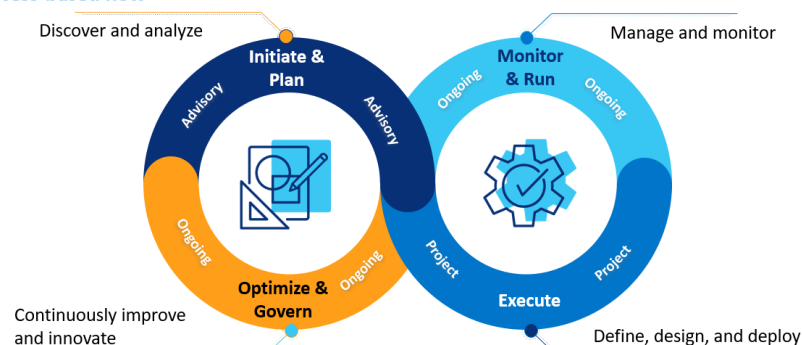 Discover and analyze
Manage and monitor
Initiate &
Plan
Monitor
& Run
Advisory
Advisory
Ongoing
Ongoing
Ongoing
Ongoing
Project
Project
Optimize &
Govern
Execute
Continuously improve
and innovate
Define, design, and deploy